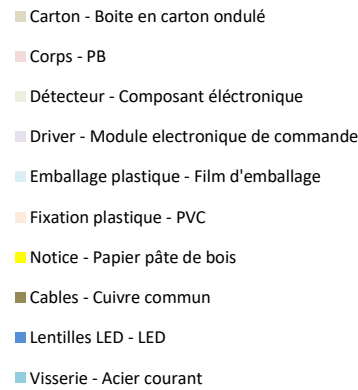 Carton - Boite en carton ondulé
Corps - PB
Détecteur - Composant éléctronique
Driver - Module electronique de commande
Emballage plastique - Film d'emballage
Fixation plastique - PVC
Notice - Papier pâte de bois
Cables - Cuivre commun
Lentilles LED - LED
Visserie - Acier courant